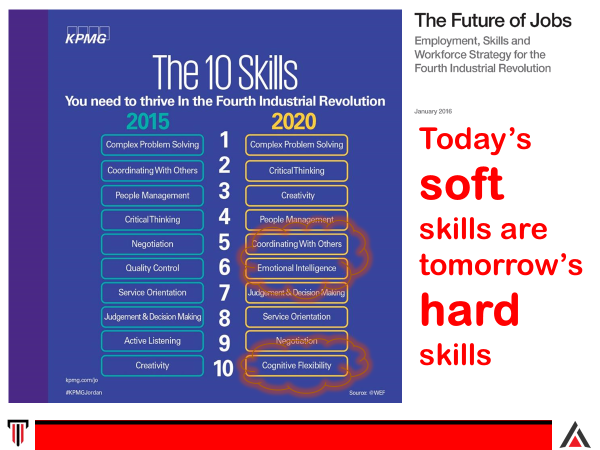 KPMG
The 10 Skills
You need to thrive In the Fourth Industrial Revolution
2015 2020
Complex Problem Solving 1 Complex Problem Solving
Coordinating With Others 2 Critical Thinking
People Management 3 Creativity
Critical Thinking 4 People Management
Negotiation 5 Coordinating With Others
Quality Control 6 Emotional Intelligence
Service Orientation 7 Judgement & Decision Making
Judgement & Decision Making 8 Service Orientation
Active Listening 9 Negotiation
Creativity 10 Cognitive Flexibility
kpmg.com/jo
#KPMGJordan Source: ©WEF
The Future of Jobs
Employment, Skills and
Workforce Strategy for the
Fourth Industrial Revolution
January 2016
Today's
soft
skills are
tomorrow's
hard
skills